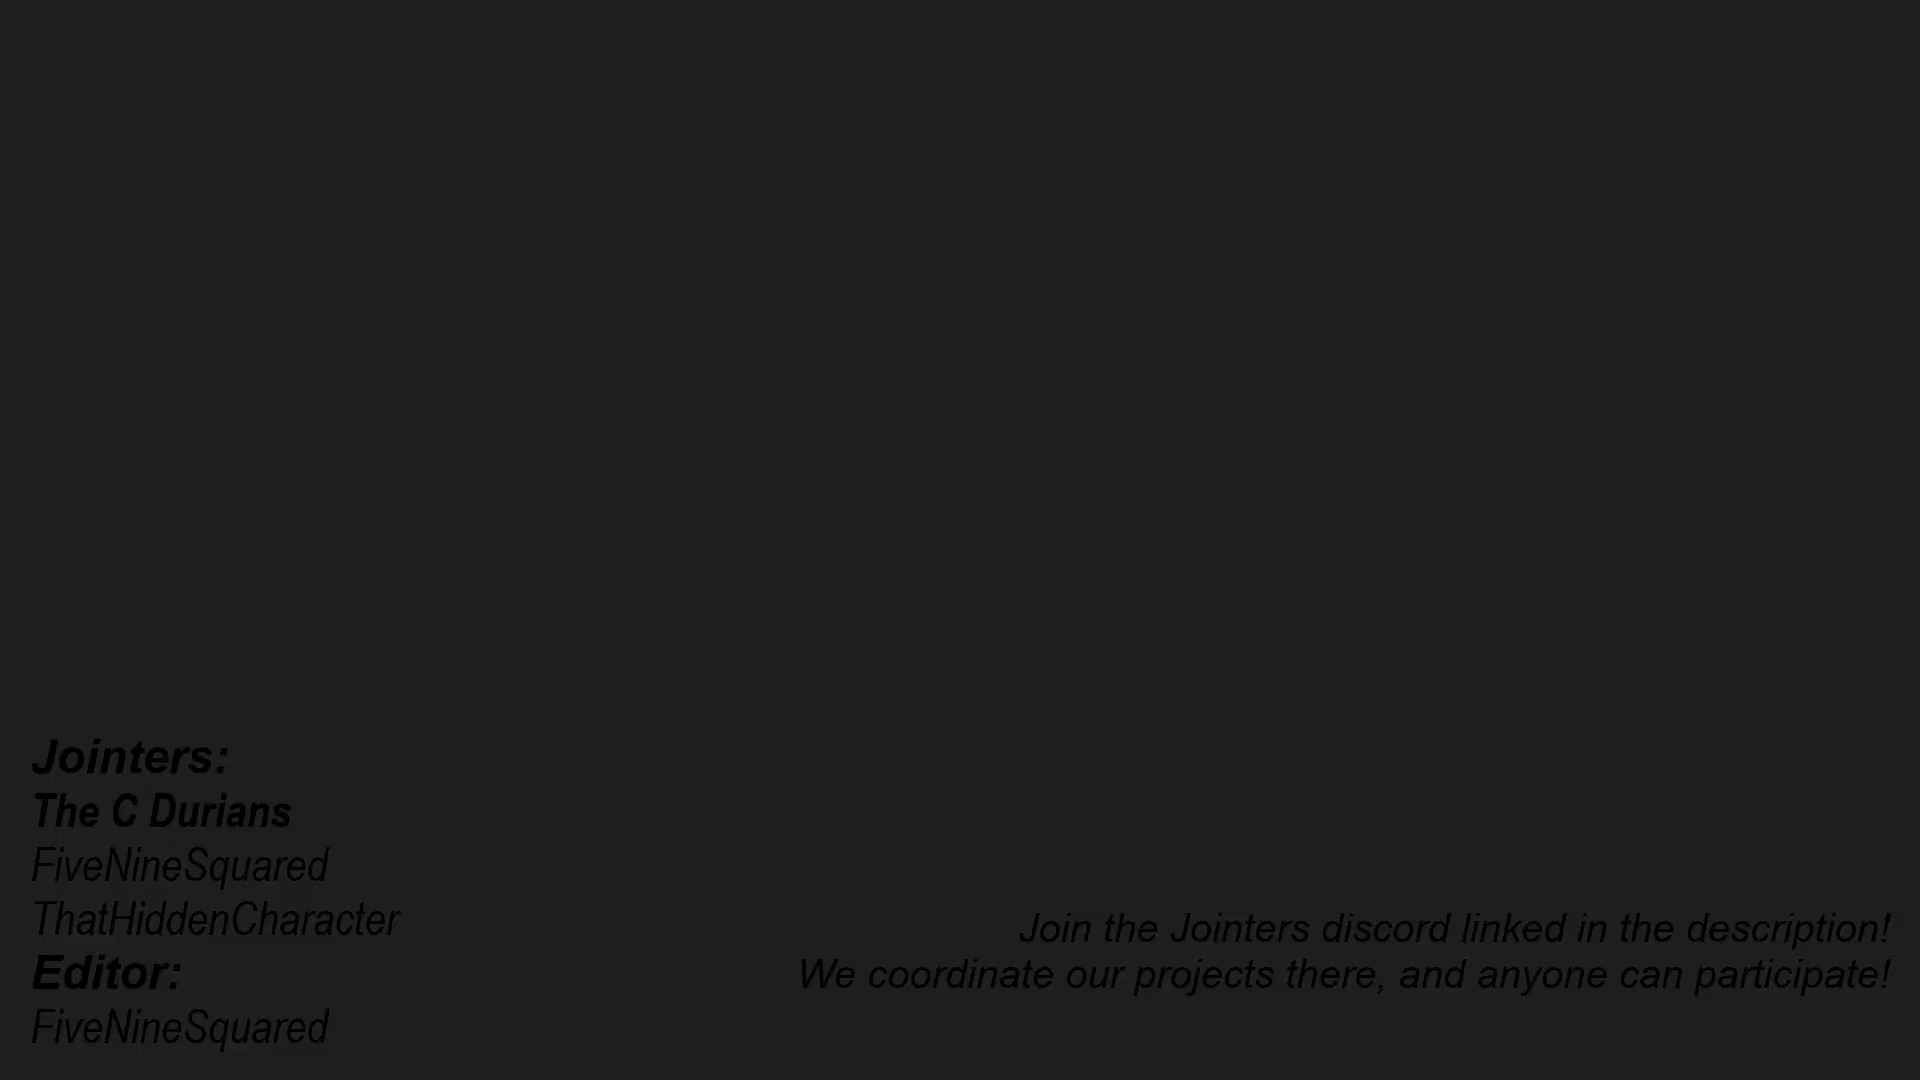 Jointers:
The C Durians
FiveNineSquared
ThatHiddenCharacter
Editor:
FiveNineSquared
Join the Jointers discord linked in the description!
We coordinate our projects there, and anyone can participate!